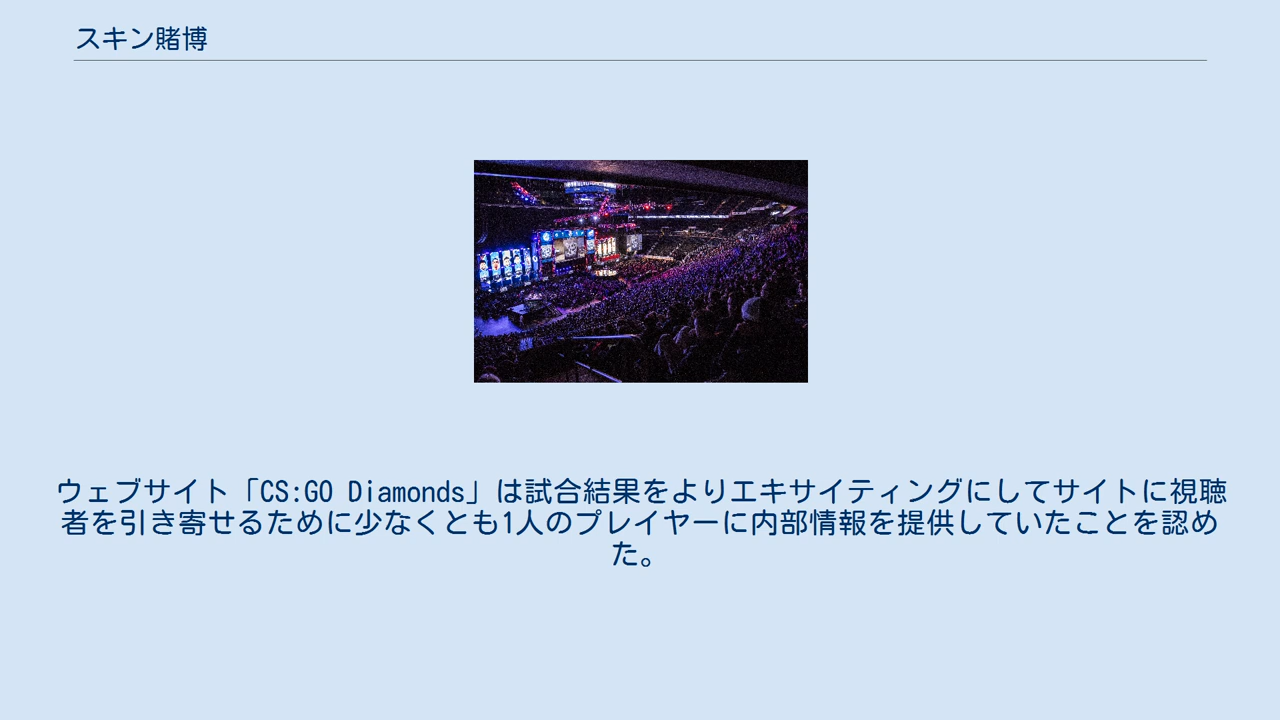 スキン賭博
ウェブサイト「CS:GO Diamonds」は試合結果をよりエキサイティングにしてサイトに視聴
者を引き寄せるために少なくとも1人のプレイヤーに内部情報を提供していたことを認め
た。